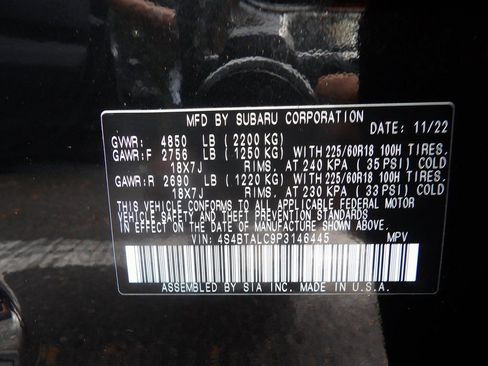 MFD BY SUBARU CORPORATION
DATE: 11/22
GVWR: 4850 LB (2200 KG)
GAWR:F 2756 LB (1250 KG) WITH 225/60R18 100H TIRES,
18X7J RIMS, AT 240 KPA (35 PSI) COLD
GAWR:R 2690 LB (1220 KG) WITH 225/60R18 100H TIRES,
18X7J RIMS, AT 230 KPA (33 PSI) COLD
THIS VEHICLE CONFORMS TO ALL APPLICABLE FEDERAL MOTOR
VEHICLE SAFETY AND THEFT PREVENTION STANDARDS
IN EFFECT ON THE DATE OF MANUFACTURE SHOWN ABOVE.
VIN: 4S4BTALC9P3146445 MPV
ASSEMBLED BY SIA INC. MADE IN U.S.A.